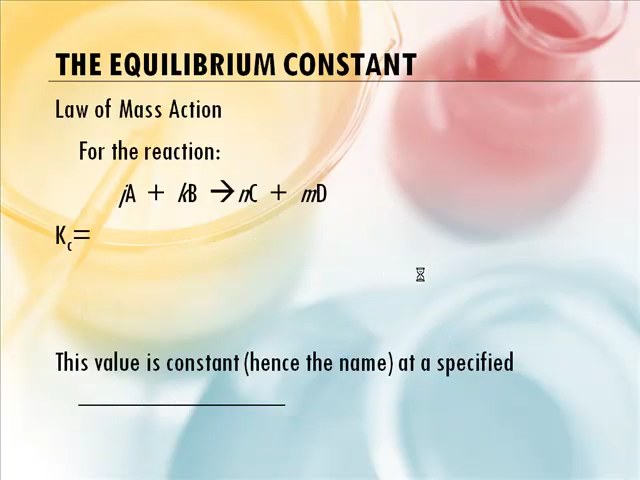 THE EQUILIBRIUM CONSTANT
Law of Mass Action
For the reaction:
jA + kB → nC + mD
Kc=
This value is constant (hence the name) at a specified
_________________